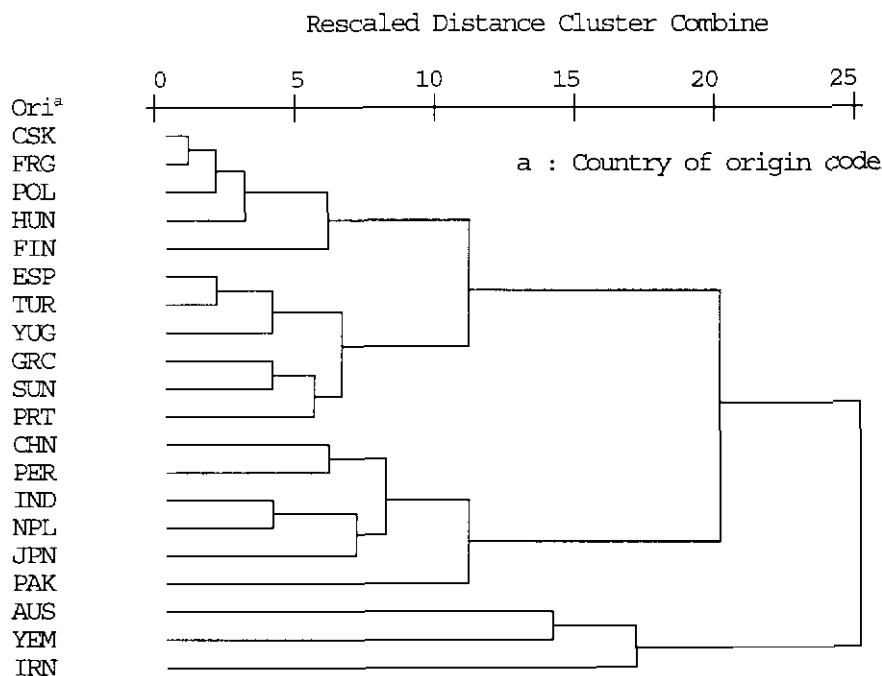 Rescaled Distance Cluster Combine
0 5 10 15 20 25
Oriᵃ
CSK
a : Country of origin code
FRG
POL
HUN
FIN
ESP
TUR
YUG
GRC
SUN
PRT
CHN
PER
IND
NPL
JPN
PAK
AUS
YEM
IRN